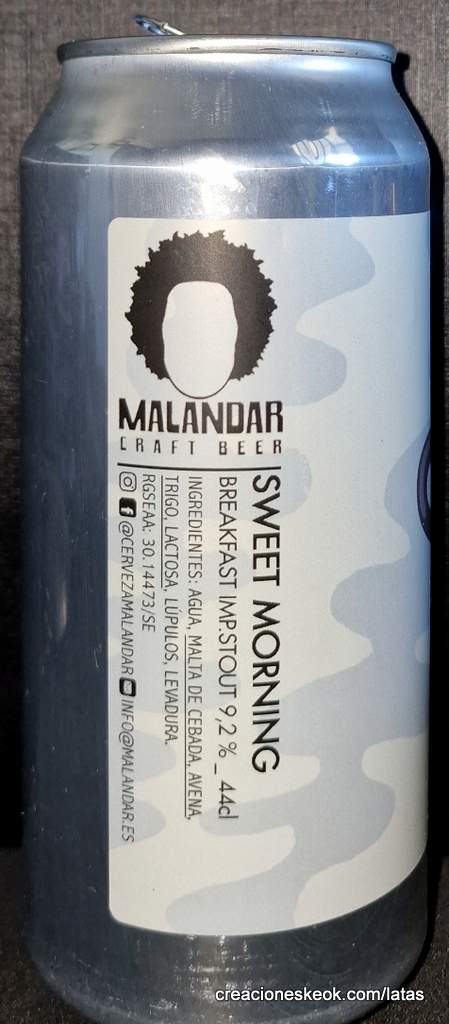 MALANDAR
CRAFT BEER
SWEET MORNING
BREAKFAST IMP.STOUT 9,2 %_ 44cl
INGREDIENTES: AGUA, MALTA DE CEBADA, AVENA,
TRIGO, LACTOSA, LÚPULOS, LEVADURA.
RGSEAA: 30.14473/SE
@CERVEZAMALANDAR INFO@MALANDAR.ES
creacioneskeok.com/latas